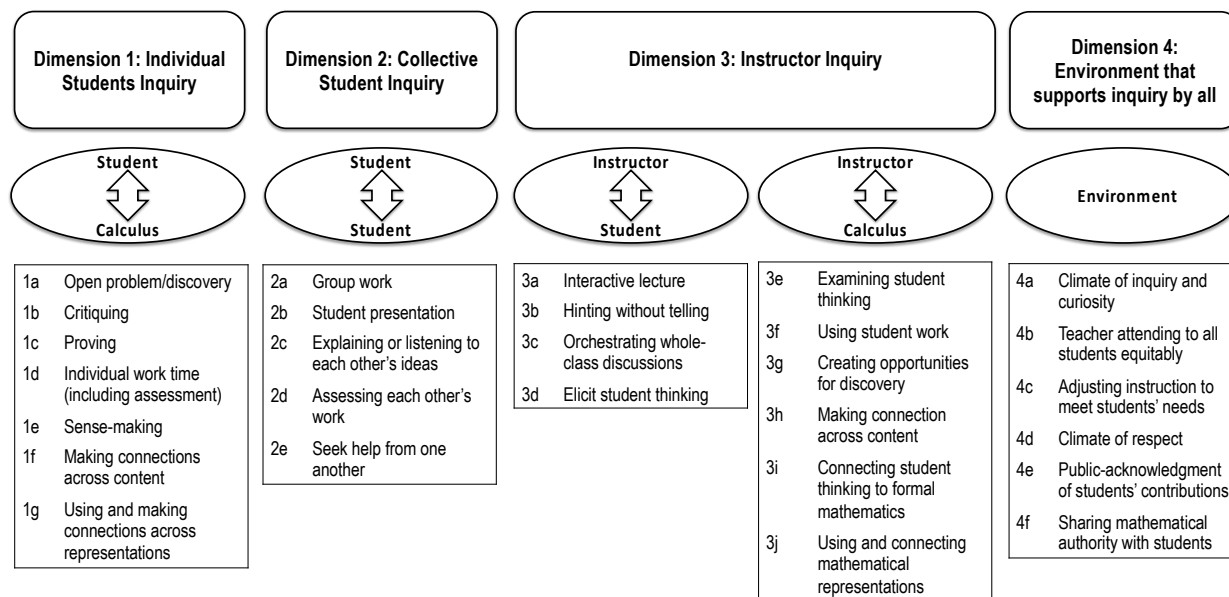 Dimension 1: Individual
Students Inquiry
Dimension 2: Collective
Student Inquiry
Dimension 3: Instructor Inquiry
Dimension 4:
Environment that
supports inquiry by all
Student
Calculus
Student
Student
Instructor
Student
Instructor
Calculus
Environment
1a Open problem/discovery
1b Critiquing
1c Proving
1d Individual work time
(including assessment)
1e Sense-making
1f Making connections
across content
1g Using and making
connections across
representations
2a Group work
2b Student presentation
2c Explaining or listening to
each other's ideas
2d Assessing each other's
work
2e Seek help from one
another
3a Interactive lecture
3b Hinting without telling
3c Orchestrating whole-
class discussions
3d Elicit student thinking
3e Examining student
thinking
3f Using student work
3g Creating opportunities
for discovery
3h Making connection
across content
3i Connecting student
thinking to formal
mathematics
3j Using and connecting
mathematical
representations
4a Climate of inquiry and
curiosity
4b Teacher attending to all
students equitably
4c Adjusting instruction to
meet students' needs
4d Climate of respect
4e Public-acknowledgment
of students' contributions
4f Sharing mathematical
authority with students